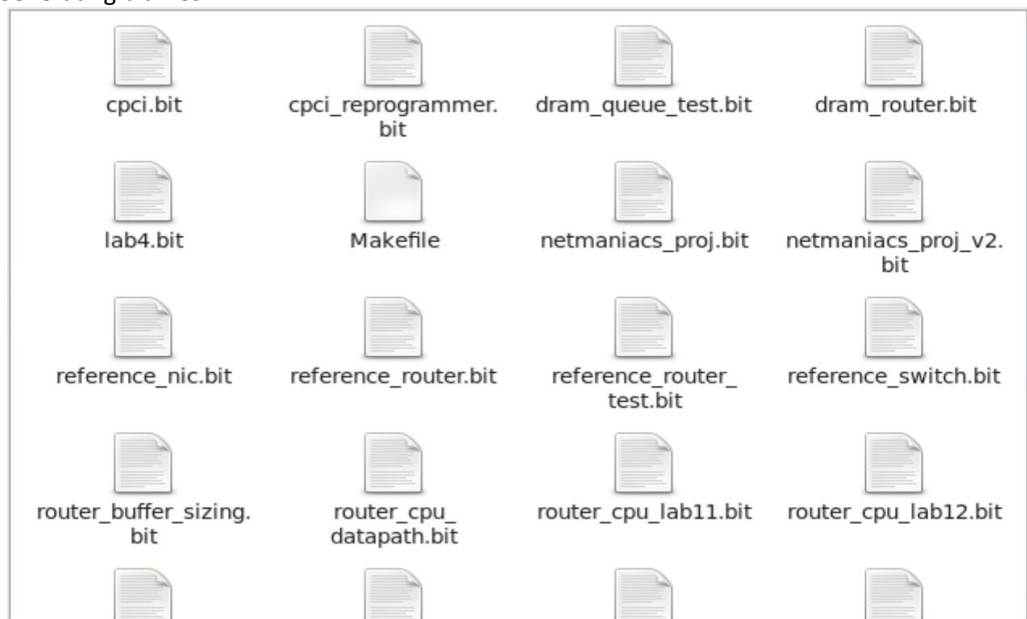 cpci.bit
cpci_reprogrammer.
bit
dram_queue_test.bit
dram_router.bit
lab4.bit
Makefile
netmaniacs_proj.bit
netmaniacs_proj_v2.
bit
reference_nic.bit
reference_router.bit
reference_router_
test.bit
reference_switch.bit
router_buffer_sizing.
bit
router_cpu_
datapath.bit
router_cpu_lab11.bit
router_cpu_lab12.bit